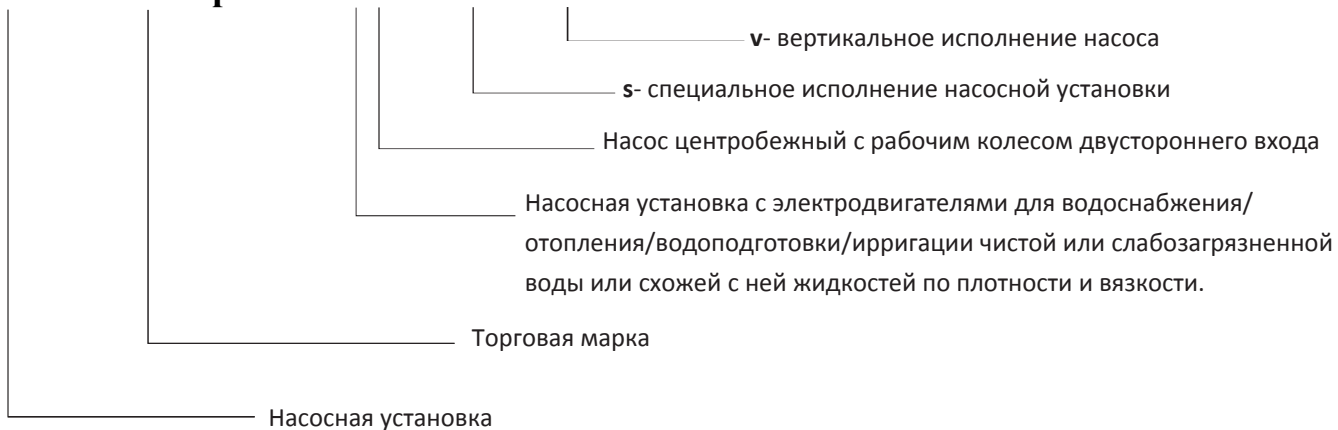 v- вертикальное исполнение насоса
s- специальное исполнение насосной установки
Насос центробежный с рабочим колесом двустороннего входа
Насосная установка с электродвигателями для водоснабжения/
отопления/водоподготовки/ирригации чистой или слабозагрязненной
воды или схожей с ней жидкостей по плотности и вязкости.
Торговая марка
Насосная установка